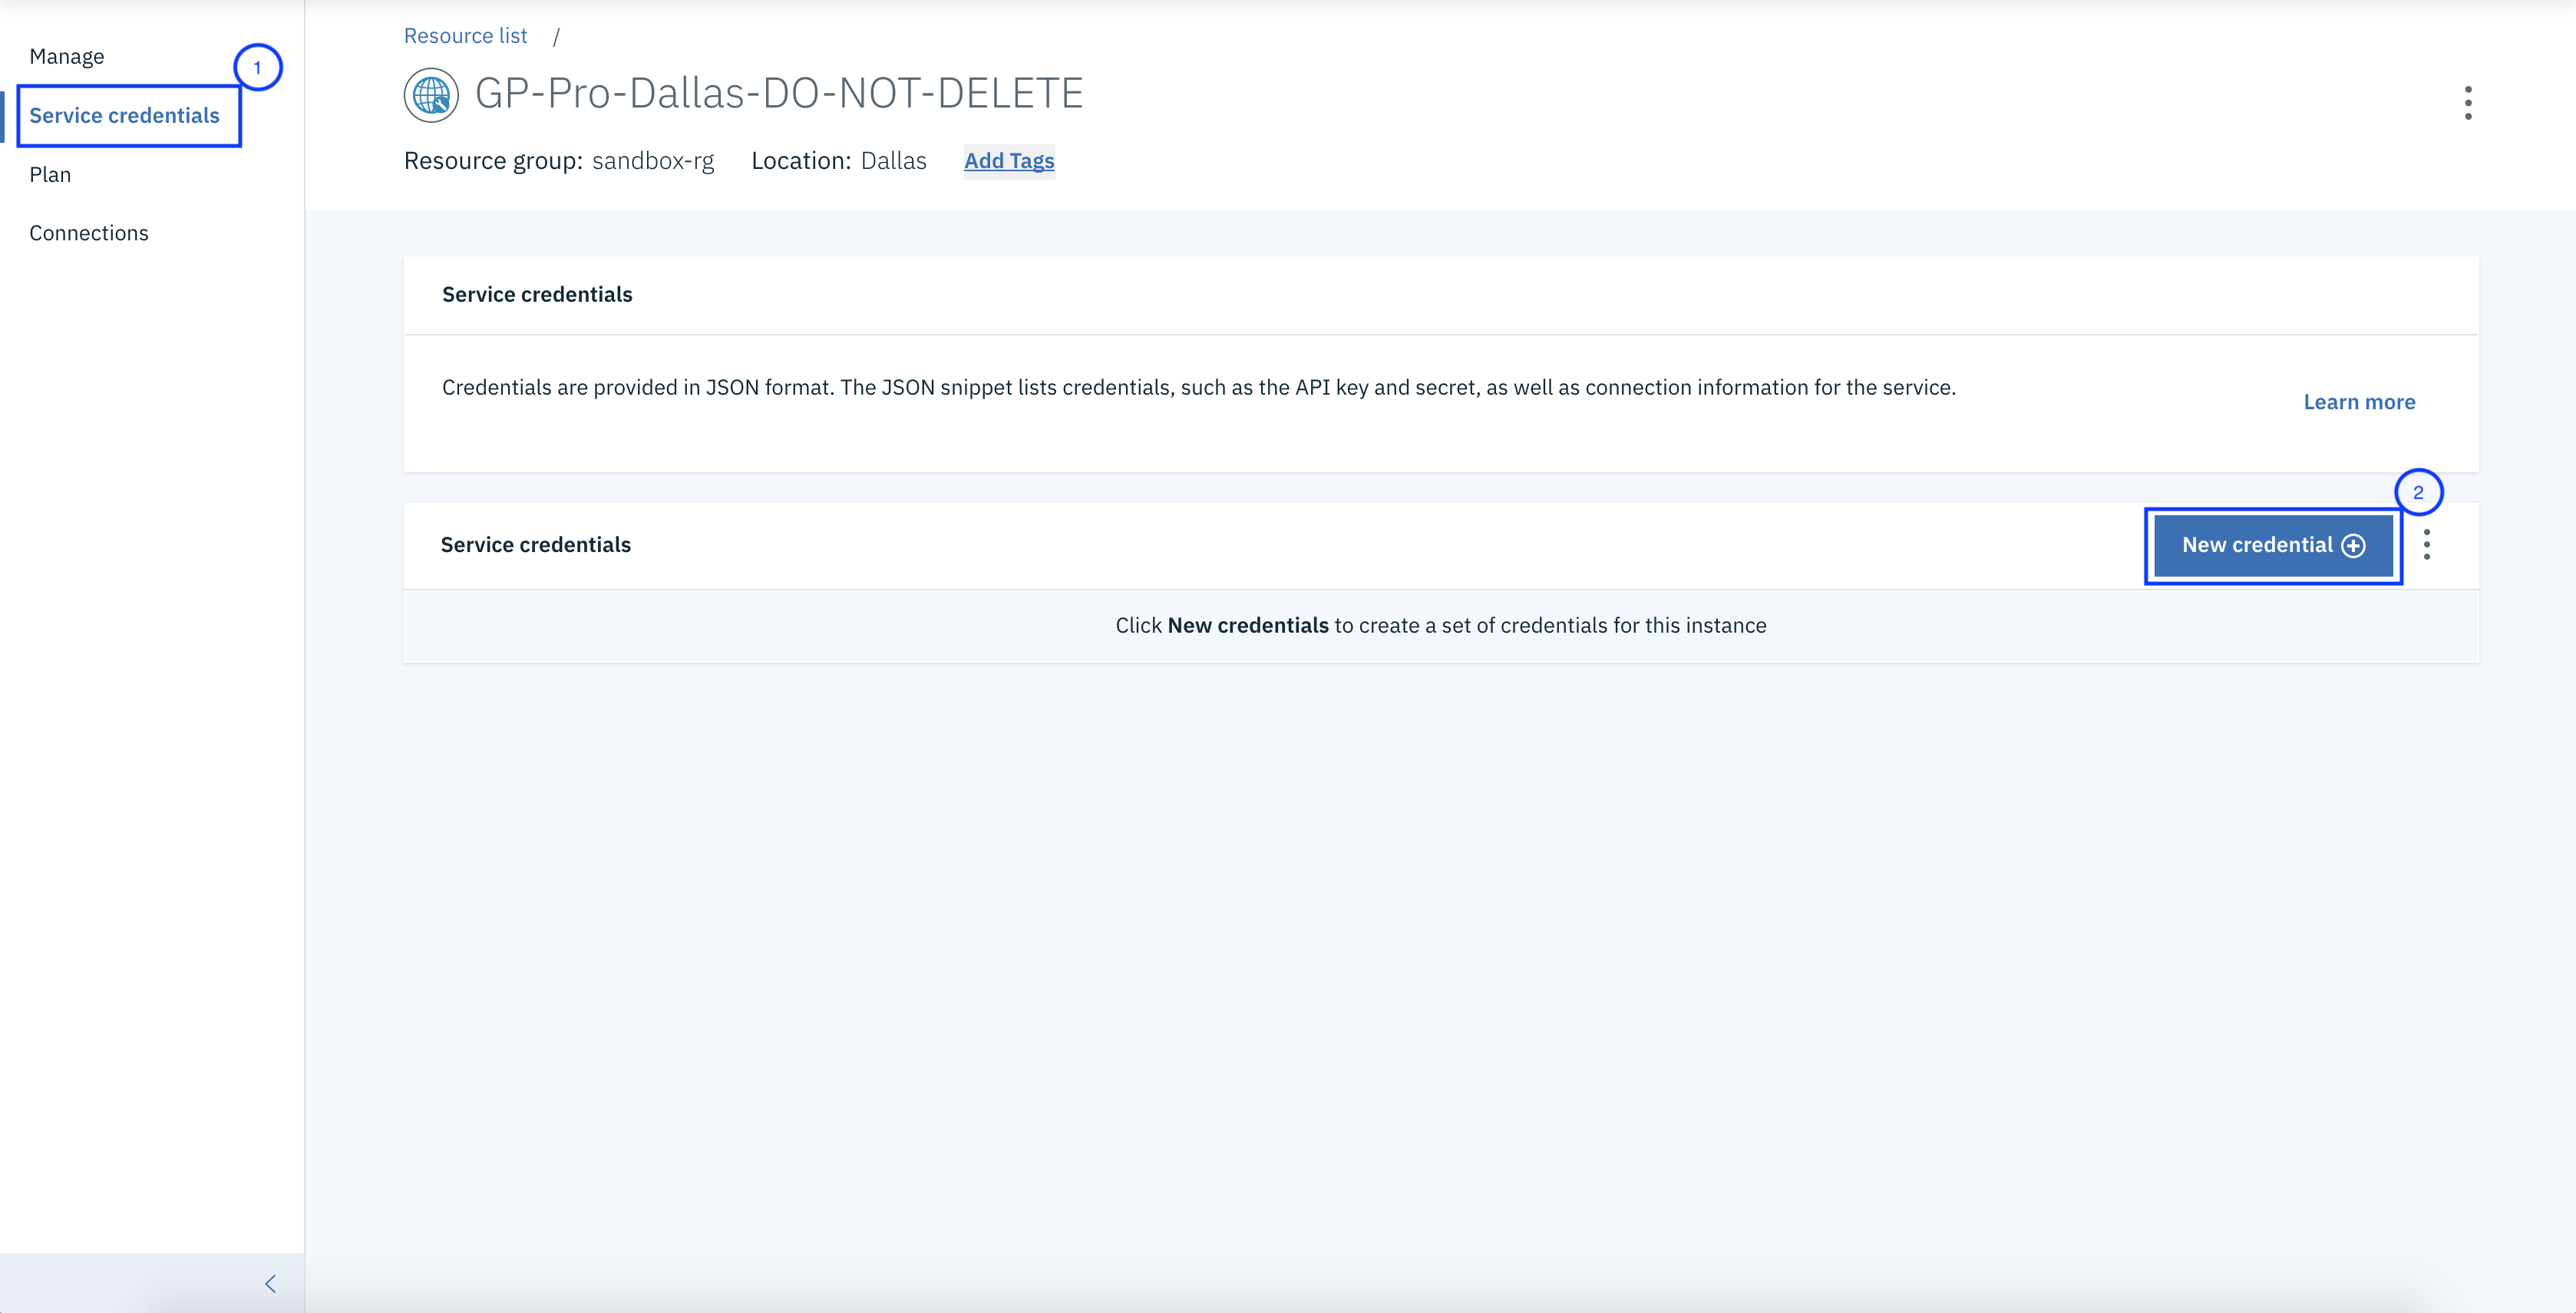 Manage
1
Service credentials
Plan
Connections
Resource list /
GP-Pro-Dallas-DO-NOT-DELETE
Resource group: sandbox-rg Location: Dallas Add Tags
Service credentials
Credentials are provided in JSON format. The JSON snippet lists credentials, such as the API key and secret, as well as connection information for the service.
Learn more
2
Service credentials
New credential
Click New credentials to create a set of credentials for this instance